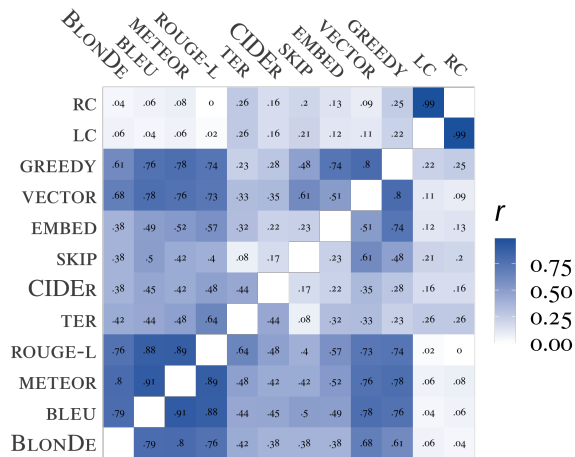 BLONDE BLEU METEOR ROUGE-L TER CIDER SKIP EMBED VECTOR GREEDY LC RC
RC .04 .06 .08 0 .26 .16 .2 .13 .09 .25 .99
LC .06 .04 .06 .02 .26 .16 .21 .12 .11 .22 .99
GREEDY .61 .76 .78 .74 .23 .28 .48 .74 .8 .22 .25
VECTOR .68 .78 .76 .73 .33 .35 .61 .51 .8 .11 .09
EMBED .38 .49 .52 .57 .32 .22 .23 .51 .74 .12 .13
SKIP .38 .5 .42 .4 .08 .17 .23 .61 .48 .21 .2
CIDER .38 .45 .42 .48 .44 .17 .22 .35 .28 .16 .16
TER .42 .44 .48 .64 .44 .08 .32 .33 .23 .26 .26
ROUGE-L .76 .88 .89 .64 .48 .4 .57 .73 .74 .02 0
METEOR .8 .91 .89 .48 .42 .42 .52 .76 .78 .06 .08
BLEU .79 .91 .88 .44 .45 .5 .49 .78 .76 .04 .06
BLONDE .79 .8 .76 .42 .38 .38 .38 .68 .61 .06 .04
r
0.75
0.50
0.25
0.00